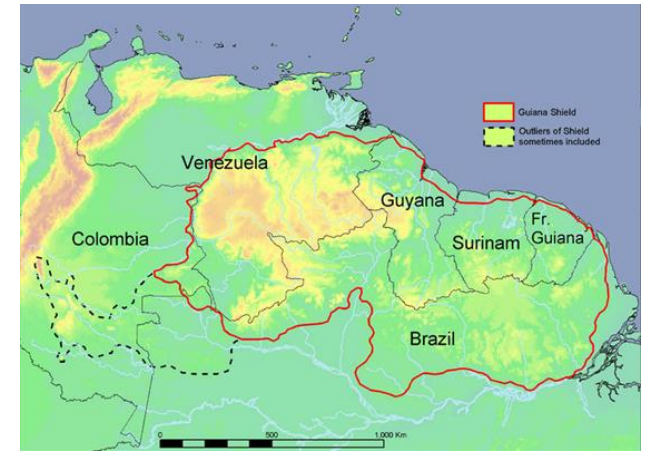 Guiana Shield
Outliers of Shield
sometimes included
Venezuela
Guyana
Fr.
Guiana
Colombia
Surinam
Brazil
0 500 1,000 Km